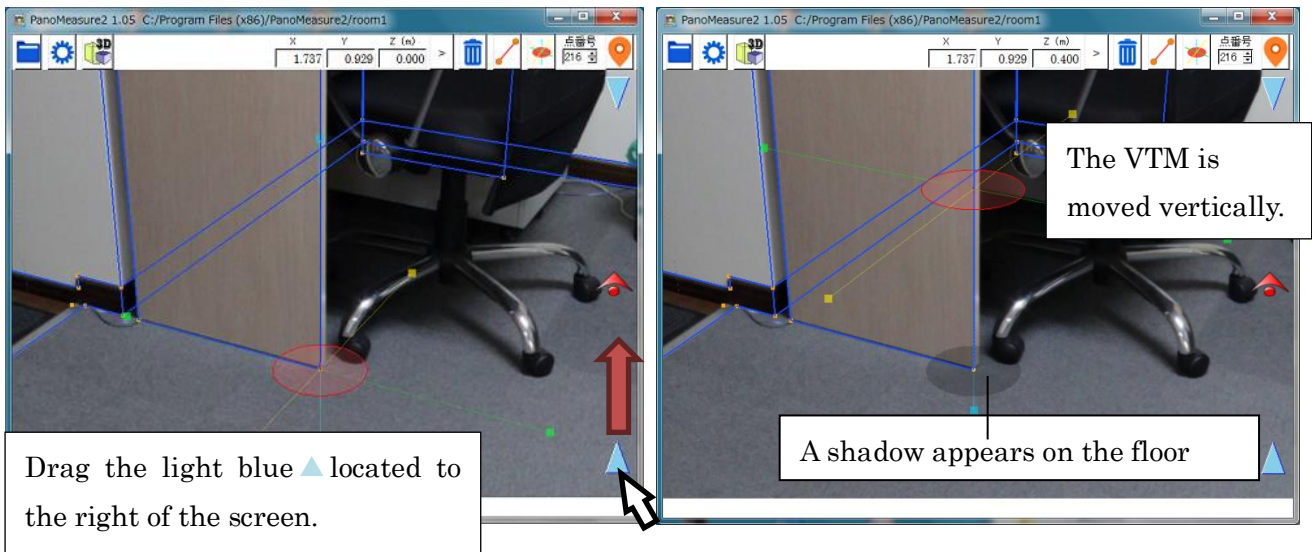 PanoMeasure2 1.05 C:/Program Files (x86)/PanoMeasure2/room1
X Y Z (m)
1.737 0.929 0.000 >
点番号
216
Drag the light blue ▲ located to
the right of the screen.
PanoMeasure2 1.05 C:/Program Files (x86)/PanoMeasure2/room1
3D
X Y Z (m)
1.737 0.929 0.400 >
点番号
216
The VTM is
moved vertically.
A shadow appears on the floor
3D